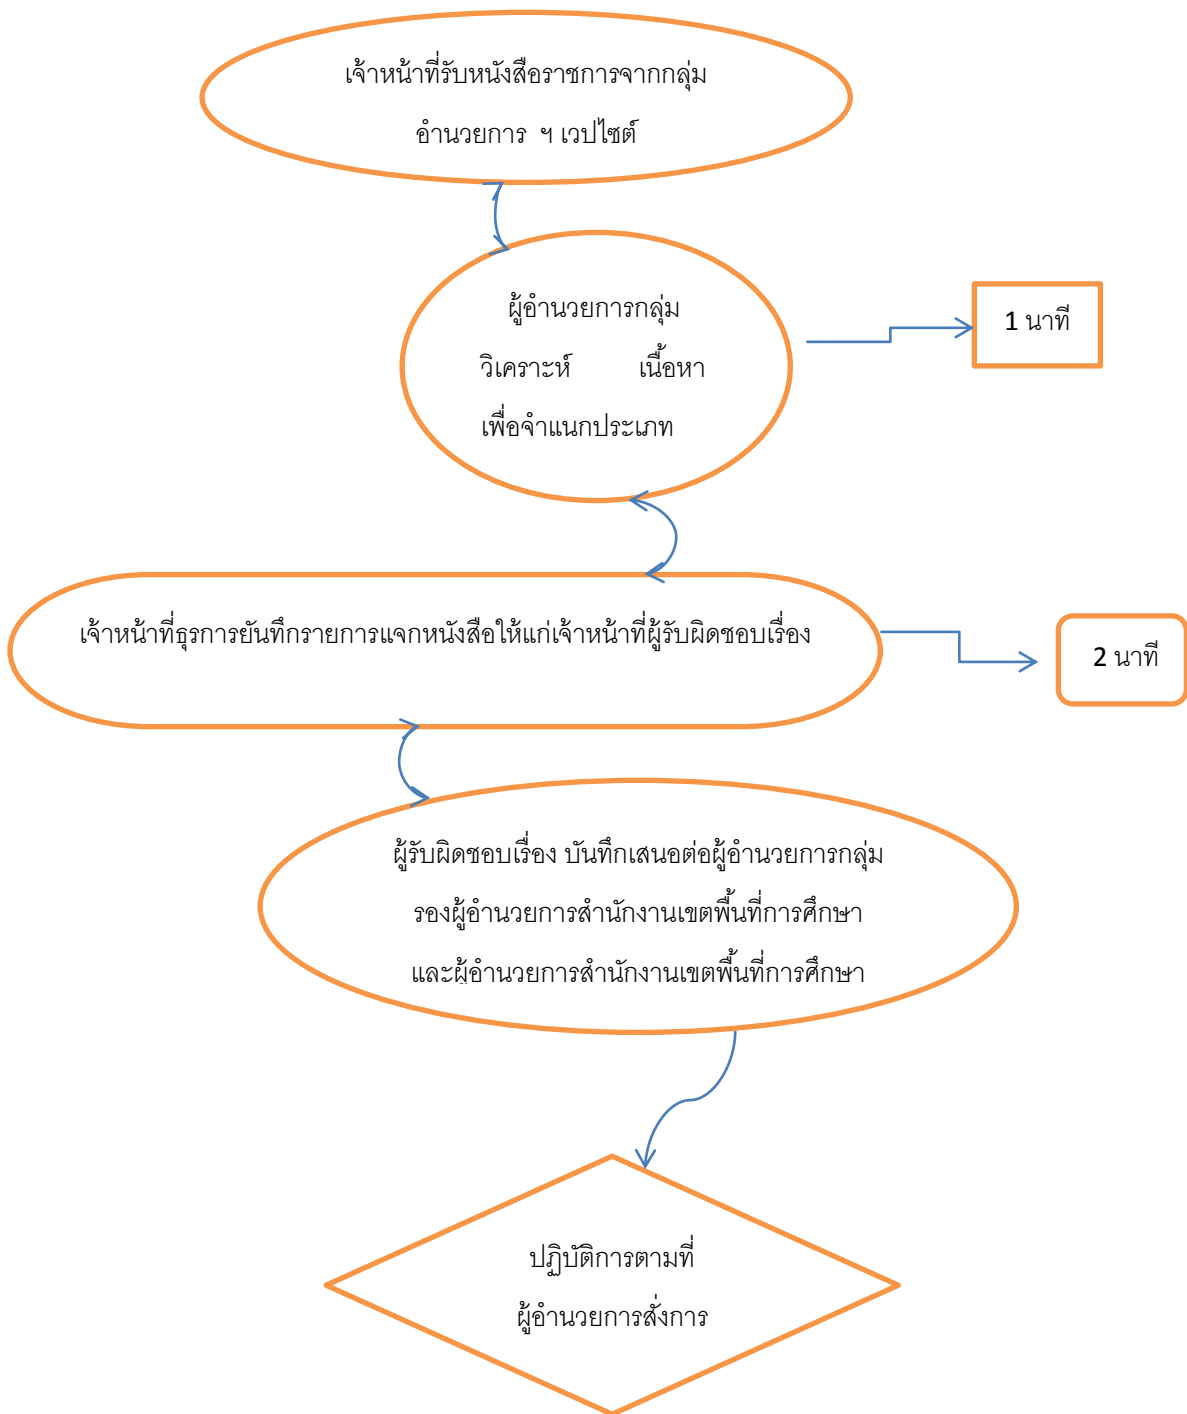 เจ้าหน้าที่รับหนังสือราชการจากกลุ่ม
อำนวยการ ฯ เวปไซต์
ผู้อำนวยการกลุ่ม
วิเคราะห์ เนื้อหา
เพื่อจำแนกประเภท
1 นาที
เจ้าหน้าที่ธุรการยันทึกรายการแจกหนังสือให้แก่เจ้าหน้าที่ผู้รับผิดชอบเรื่อง
2 นาที
ผู้รับผิดชอบเรื่อง บันทึกเสนอต่อผู้อำนวยการกลุ่ม
รองผู้อำนวยการสำนักงานเขตพื้นที่การศึกษา
และผู้อำนวยการสำนักงานเขตพื้นที่การศึกษา
ปฏิบัติการตามที่
ผู้อำนวยการสั่งการ